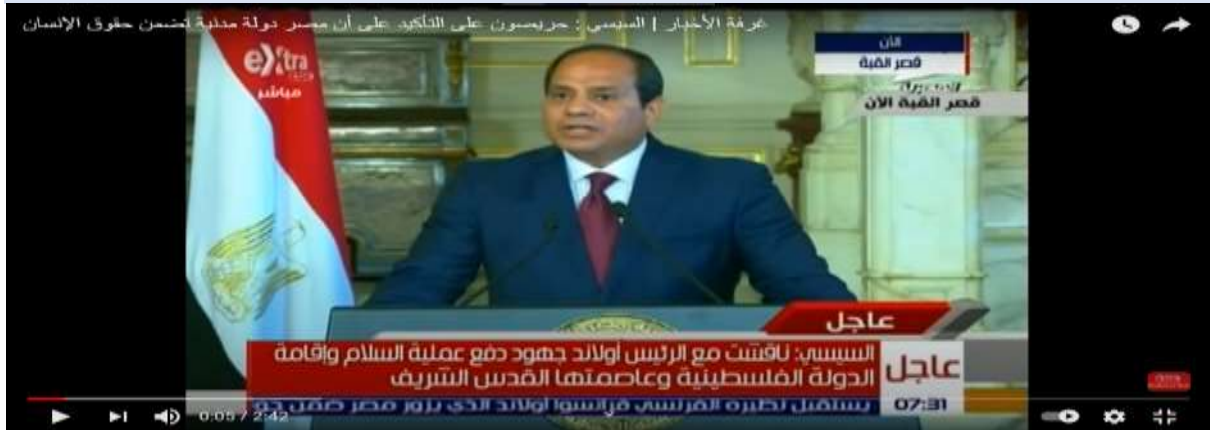 غرفة الأخبار | السيسي : حريصون على التأكيد على أن مصر دولة مدنية تضمن حقوق الإنسان
eXtra
مباشر
الآن
قصر القبة
قصر القبة الآن
عاجل
عاجل
السيسي: ناقشت مع الرئيس أولاند جهود دفع عملية السلام وإقامة
الدولة الفلسطينية وعاصمتها القدس الشريف
07:31
يستقبل نظيره الفرنسي فرانسوا أولاند الذي يزور مصر ضمن
0:05 / 2:42